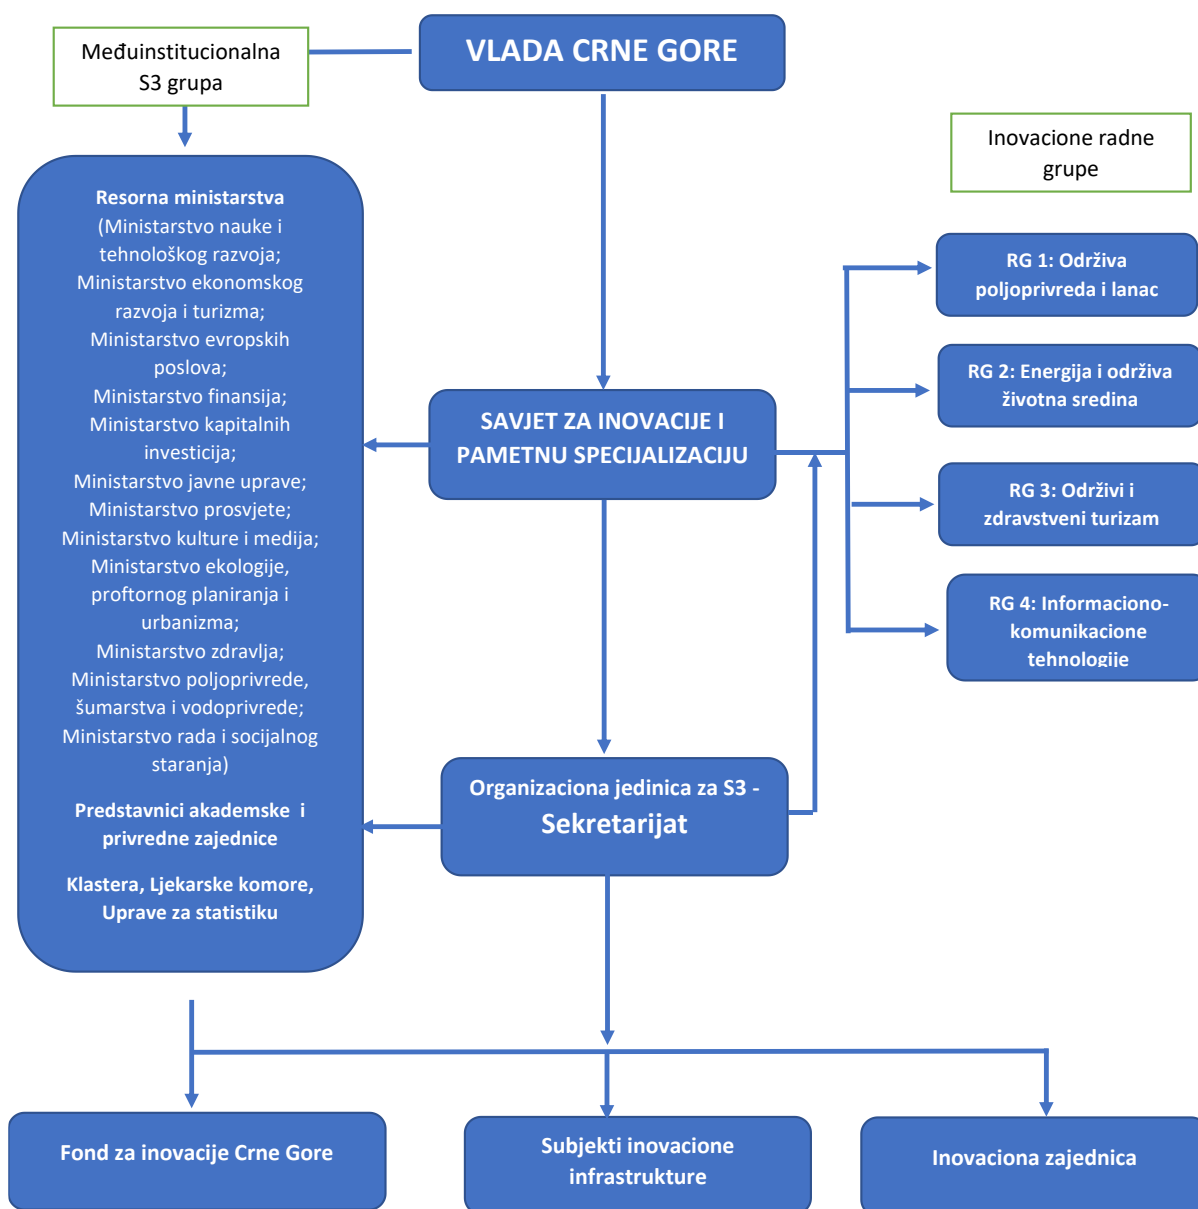 Međuinstitucionalna
S3 grupa
VLADA CRNE GORE
Inovacione radne
grupe
Resorna ministarstva
(Ministarstvo nauke i
tehnološkog razvoja;
Ministarstvo ekonomskog
razvoja i turizma;
Ministarstvo evropskih
poslova;
Ministarstvo finansija;
Ministarstvo kapitalnih
investicija;
Ministarstvo javne uprave;
Ministarstvo prosvjete;
Ministarstvo kulture i medija;
Ministarstvo ekologije,
proftornog planiranja i
urbanizma;
Ministarstvo zdravlja;
Ministarstvo poljoprivrede,
šumarstva i vodoprivrede;
Ministarstvo rada i socijalnog
staranja)
Predstavnici akademske i
privredne zajednice
Klastera, Ljekarske komore,
Uprave za statistiku
SAVJET ZA INOVACIJE I
PAMETNU SPECIJALIZACIJU
RG 1: Održiva
poljoprivreda i lanac
RG 2: Energija i održiva
životna sredina
RG 3: Održivi i
zdravstveni turizam
RG 4: Informaciono-
komunikacione
tehnologije
Organizaciona jedinica za S3 -
Sekretarijat
Fond za inovacije Crne Gore
Subjekti inovacione
infrastrukture
Inovaciona zajednica